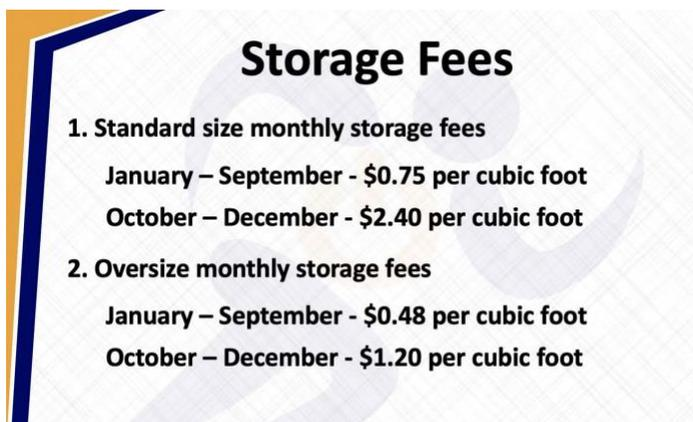 Storage Fees
1. Standard size monthly storage fees
January – September - $0.75 per cubic foot
October – December - $2.40 per cubic foot
2. Oversize monthly storage fees
January – September - $0.48 per cubic foot
October – December - $1.20 per cubic foot